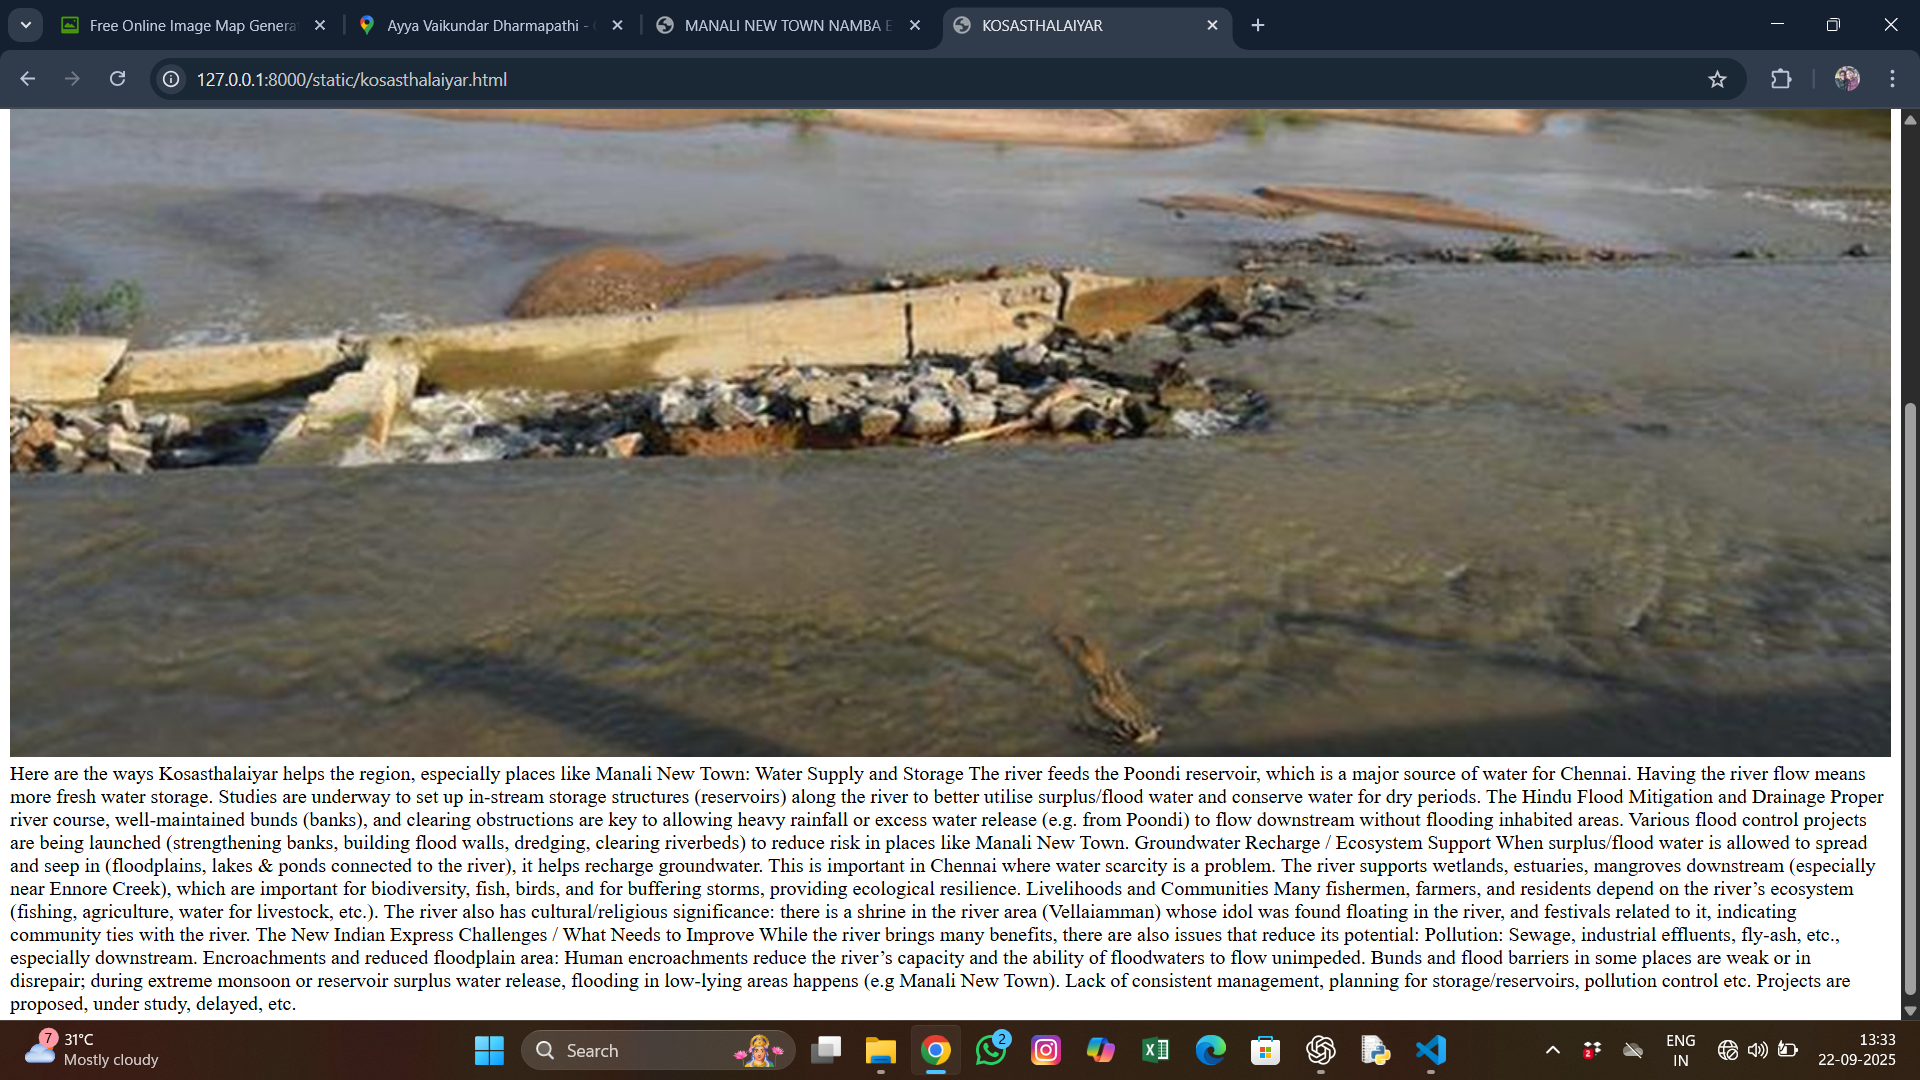 Free Online Image Map Genera
Ayya Vaikundar Dharmapathi -
MANALI NEW TOWN NAMBA E
KOSASTHALAIYAR
127.0.0.1:8000/static/kosasthalaiyar.html
Here are the ways Kosasthalaiyar helps the region, especially places like Manali New Town: Water Supply and Storage The river feeds the Poondi reservoir, which is a major source of water for Chennai. Having the river flow means
more fresh water storage. Studies are underway to set up in-stream storage structures (reservoirs) along the river to better utilise surplus/flood water and conserve water for dry periods. The Hindu Flood Mitigation and Drainage Proper
river course, well-maintained bunds (banks), and clearing obstructions are key to allowing heavy rainfall or excess water release (e.g. from Poondi) to flow downstream without flooding inhabited areas. Various flood control projects
are being launched (strengthening banks, building flood walls, dredging, clearing riverbeds) to reduce risk in places like Manali New Town. Groundwater Recharge / Ecosystem Support When surplus/flood water is allowed to spread
and seep in (floodplains, lakes & ponds connected to the river), it helps recharge groundwater. This is important in Chennai where water scarcity is a problem. The river supports wetlands, estuaries, mangroves downstream (especially
near Ennore Creek), which are important for biodiversity, fish, birds, and for buffering storms, providing ecological resilience. Livelihoods and Communities Many fishermen, farmers, and residents depend on the river’s ecosystem
(fishing, agriculture, water for livestock, etc.). The river also has cultural/religious significance: there is a shrine in the river area (Vellaiamman) whose idol was found floating in the river, and festivals related to it, indicating
community ties with the river. The New Indian Express Challenges / What Needs to Improve While the river brings many benefits, there are also issues that reduce its potential: Pollution: Sewage, industrial effluents, fly-ash, etc.,
especially downstream. Encroachments and reduced floodplain area: Human encroachments reduce the river’s capacity and the ability of floodwaters to flow unimpeded. Bunds and flood barriers in some places are weak or in
disrepair; during extreme monsoon or reservoir surplus water release, flooding in low-lying areas happens (e.g Manali New Town). Lack of consistent management, planning for storage/reservoirs, pollution control etc. Projects are
proposed, under study, delayed, etc.
7
31°C
Mostly cloudy
Search
2
2
ENG
IN
13:33
22-09-2025